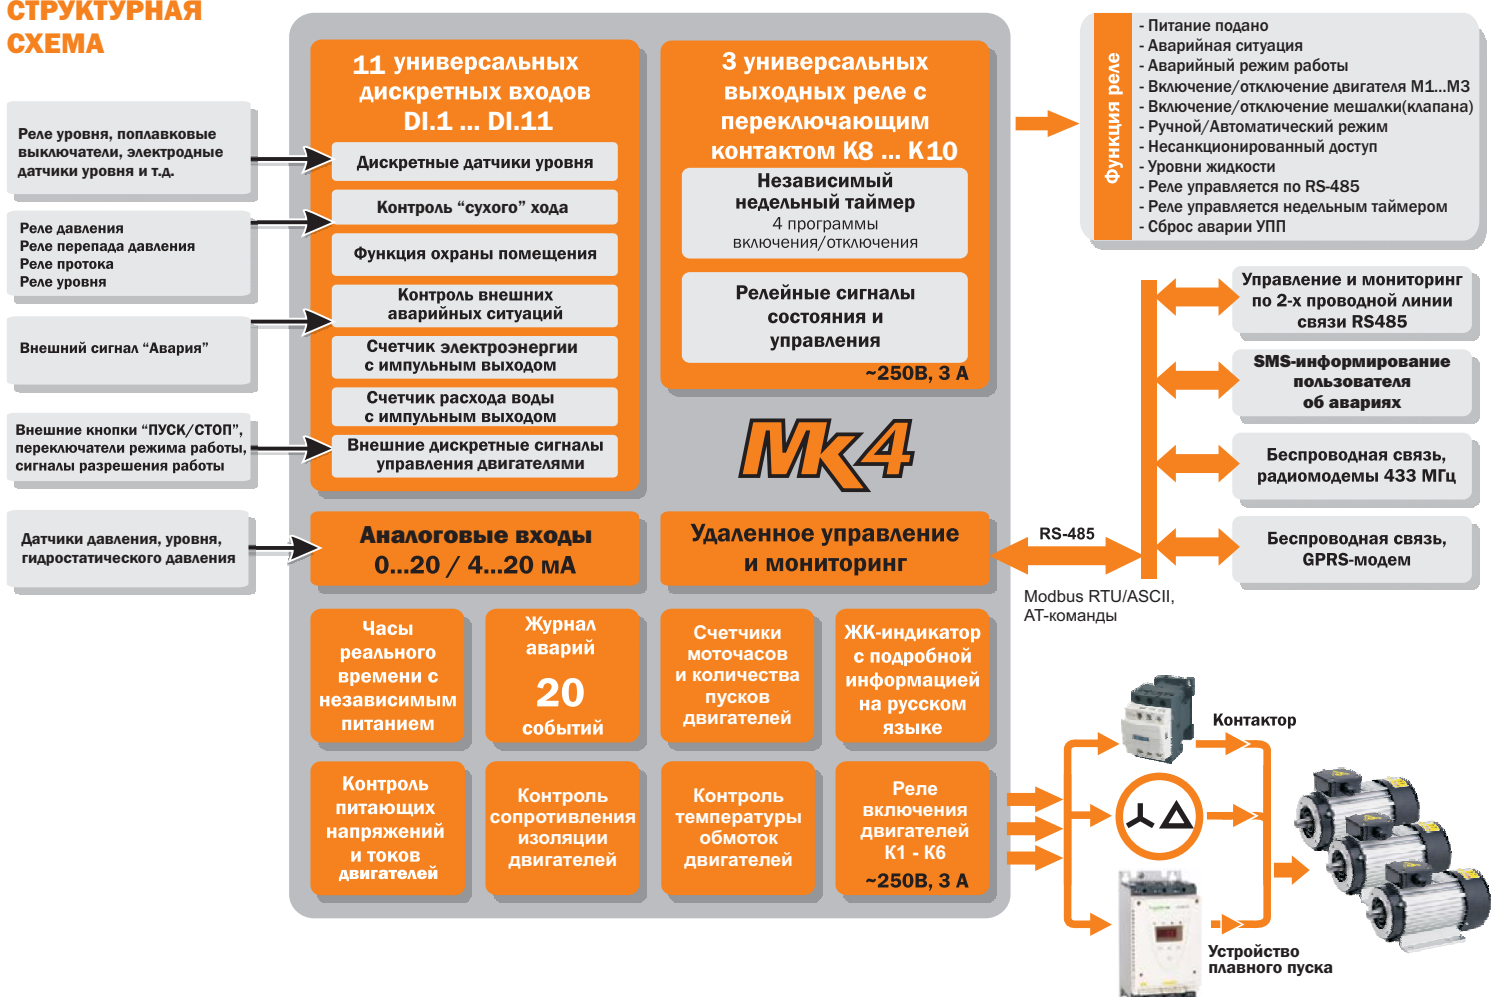 СТРУКТУРНАЯ
СХЕМА
Реле уровня, поплавковые
выключатели, электродные
датчики уровня и т.д.
Реле давления
Реле перепада давления
Реле протока
Реле уровня
Внешний сигнал “Авария”
Внешние кнопки “ПУСК/СТОП”,
переключатели режима работы,
сигналы разрешения работы
Датчики давления, уровня,
гидростатического давления
11 универсальных
дискретных входов
DI.1 ... DI.11
Дискретные датчики уровня
Контроль “сухого” хода
Функция охраны помещения
Контроль внешних
аварийных ситуаций
Счетчик электроэнергии
с импульным выходом
Счетчик расхода воды
с импульным выходом
Внешние дискретные сигналы
управления двигателями
Аналоговые входы
0...20 / 4...20 мА
3 универсальных
выходных реле с
переключающим
контактом К8 ... К10
Независимый
недельный таймер
4 программы
включения/отключения
Релейные сигналы
состояния и
управления
~250В, 3 А
МК4
Удаленное управление
и мониторинг
RS-485
Modbus RTU/ASCII,
АТ-команды
Функция реле
- Питание подано
- Аварийная ситуация
- Аварийный режим работы
- Включение/отключение двигателя М1...М3
- Включение/отключение мешалки(клапана)
- Ручной/Автоматический режим
- Несанкционированный доступ
- Уровни жидкости
- Реле управляется по RS-485
- Реле управляется недельным таймером
- Сброс аварии УПП
Управление и мониторинг
по 2-х проводной линии
связи RS485
SMS-информирование
пользователя
об авариях
Беспроводная связь,
радиомодемы 433 МГц
Беспроводная связь,
GPRS-модем
Часы
реального
времени с
независимым
питанием
Журнал
аварий
20
событий
Счетчики
моточасов
и количества
пусков
двигателей
ЖК-индикатор
с подробной
информацией
на русском
языке
Контроль
питающих
напряжений
и токов
двигателей
Контроль
сопротивления
изоляции
двигателей
Контроль
температуры
обмоток
двигателей
Реле
включения
двигателей
К1 - К6
~250В, 3 А
Контактор
Устройство
плавного пуска